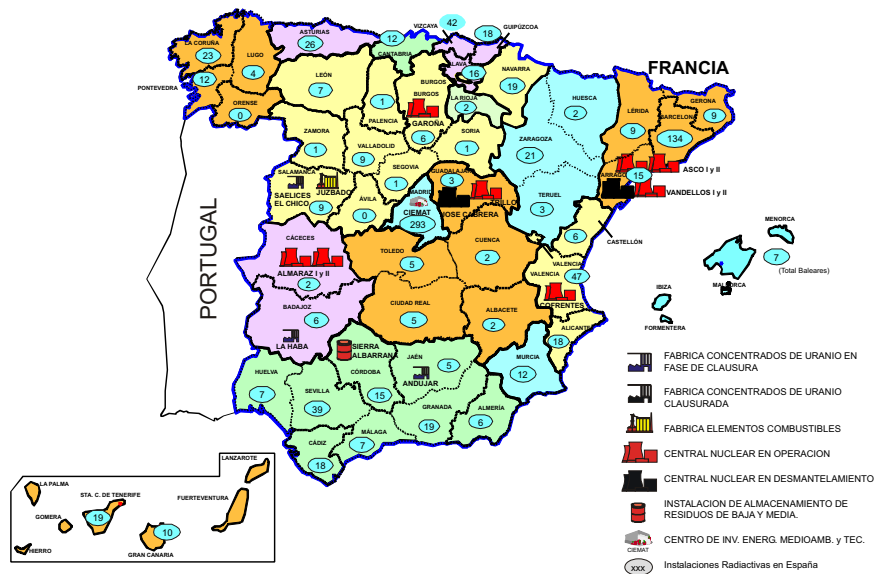 42
VIZCAYA
18
GUIPÚZCOA
ASTURIAS
26
12
CANTABRIA
LA CORUÑA
23
LUGO
4
PONTEVEDRA
12
ORENSE
0
LEÓN
7
1
PALENCIA
BURGOS
BURGOS
GAROÑA
6
16
LA RIOJA
2
NAVARRA
19
FRANCIA
HUESCA
2
LÉRIDA
9
GERONA
9
BARCELONA
134
ZAMORA
1
VALLADOLID
9
SORIA
1
ZARAGOZA
21
SEGOVIA
1
GUADALAJARA
3
15
ASCO I y II
VANDELLOS I y II
SALAMANCA
SAELICES
EL CHICO
JUZBADO
9
ÁVILA
0
MADRID
CIEMAT
293
JOSE CABRERA
TRILLO
TERUEL
3
PORTUGAL
CÁCECES
ALMARAZ I y II
2
TOLEDO
5
CUENCA
2
6
CASTELLÓN
VALENCIA
VALENCIA
47
COFRENTES
MENORCA
7
(Total Baleares)
MALLORCA
IBIZA
FORMENTERA
BADAJOZ
6
LA HABA
CIUDAD REAL
5
ALBACETE
2
ALICANTE
18
SIERRA
ALBARRANA
CÓRDOBA
15
JAÉN
5
ANDUJAR
MURCIA
12
HUELVA
7
SEVILLA
39
GRANADA
19
ALMERÍA
6
CÁDIZ
18
MÁLAGA
7
LANZAROTE
LA PALMA
STA. C. DE TENERIFE
19
FUERTEVENTURA
GOMERA
10
HIERRO
GRAN CANARIA
FABRICA CONCENTRADOS DE URANIO EN
FASE DE CLAUSURA
FABRICA CONCENTRADOS DE URANIO
CLAUSURADA
FABRICA ELEMENTOS COMBUSTIBLES
CENTRAL NUCLEAR EN OPERACION
CENTRAL NUCLEAR EN DESMANTELAMIENTO
INSTALACION DE ALMACENAMIENTO DE
RESIDUOS DE BAJA Y MEDIA.
CIEMAT
CENTRO DE INV. ENERG. MEDIOAMB. y TEC.
xxx
Instalaciones Radiactivas en España